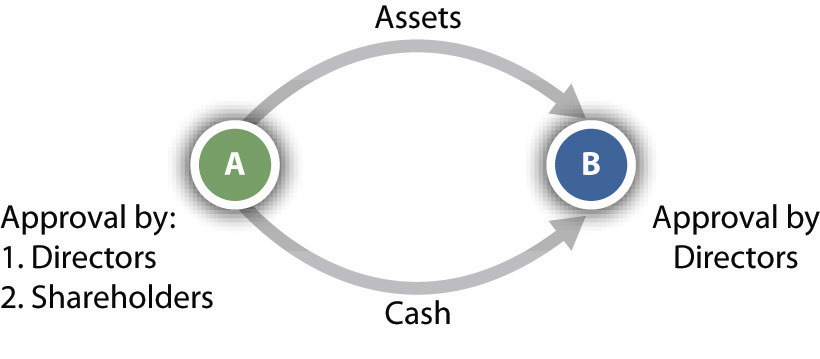 Assets
A
B
Approval by:
1. Directors
2. Shareholders
Approval by
Directors
Cash